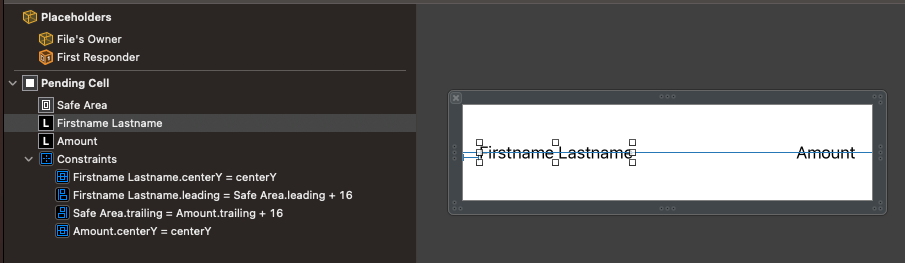 Placeholders
File's Owner
First Responder
Pending Cell
Safe Area
L Firstname Lastname
L Amount
Constraints
Firstname Lastname.centerY = centerY
Firstname Lastname.leading = Safe Area.leading + 16
Safe Area.trailing = Amount.trailing + 16
Amount.centerY = centerY
Firstname Lastname Amount